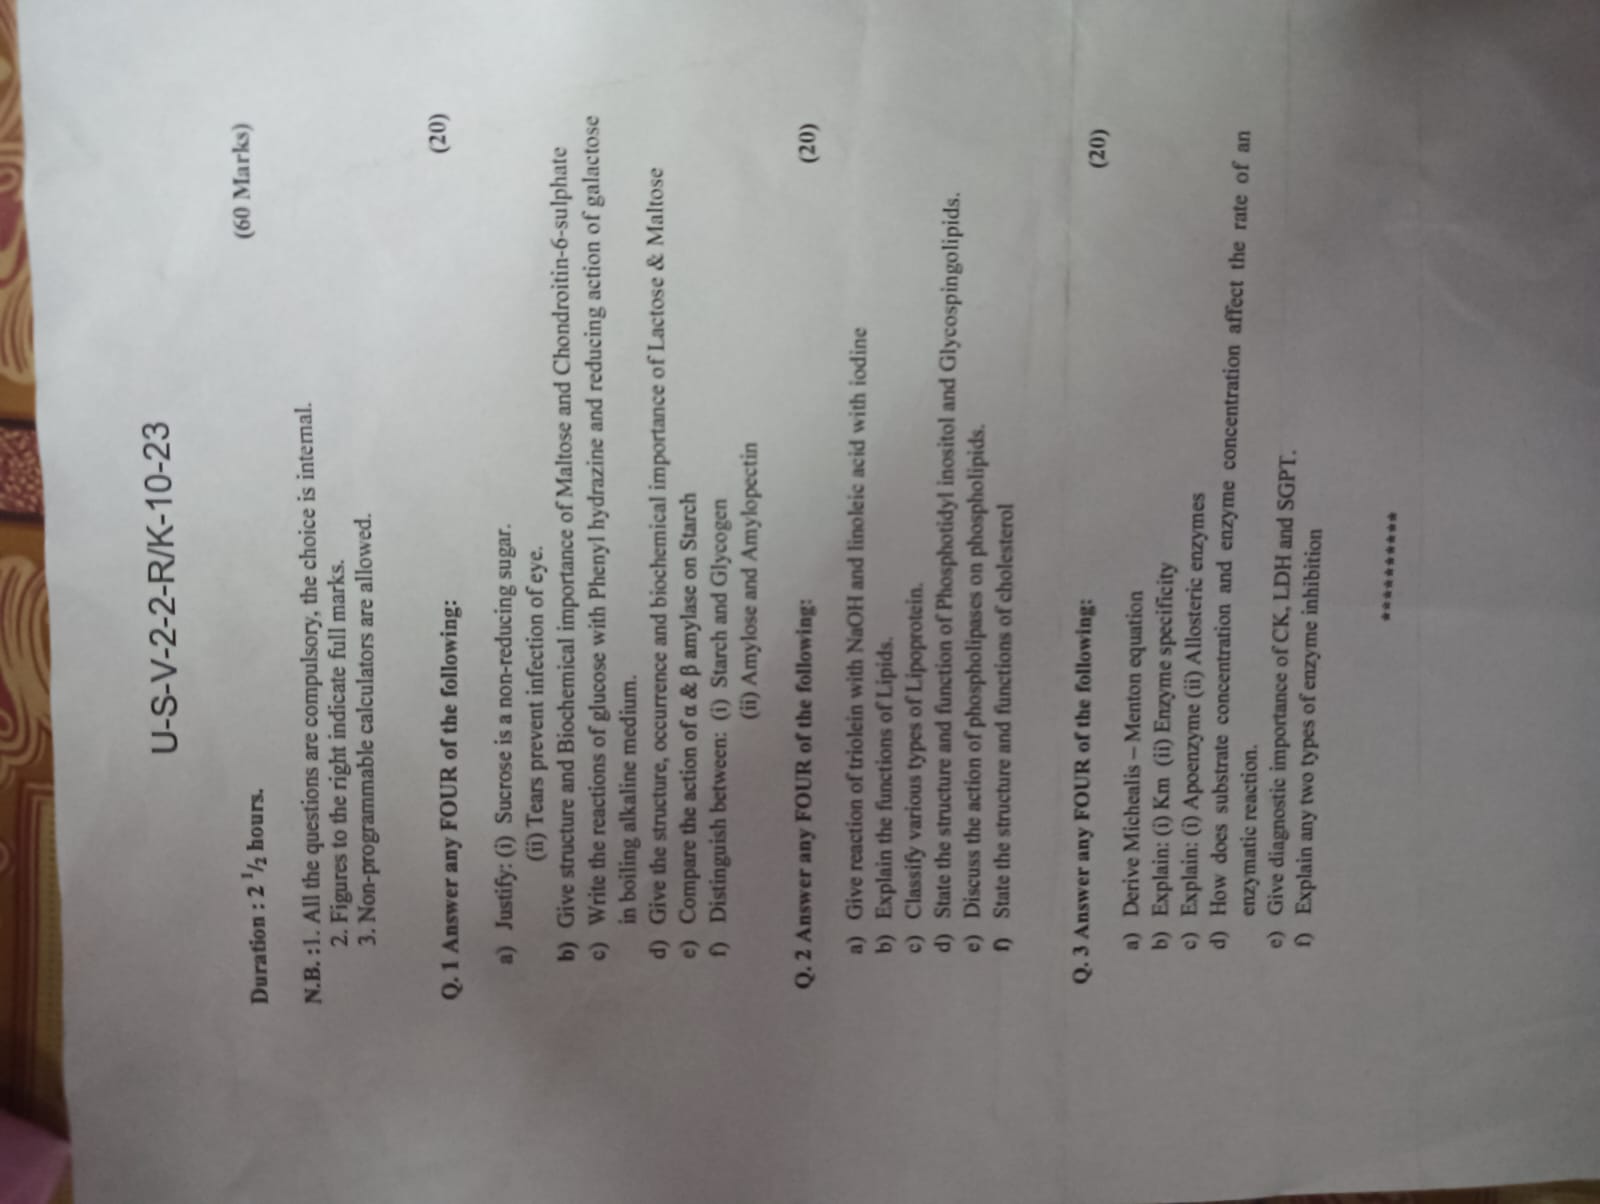 U-S-V-2-2-R/K-10-23
Duration : 2 1/2 hours. (60 Marks)
N.B. :1. All the questions are compulsory, the choice is internal.
2. Figures to the right indicate full marks.
3. Non-programmable calculators are allowed.
Q. 1 Answer any FOUR of the following: (20)
a) Justify: (i) Sucrose is a non-reducing sugar.
(ii) Tears prevent infection of eye.
b) Give structure and Biochemical importance of Maltose and Chondroitin-6-sulphate
c) Write the reactions of glucose with Phenyl hydrazine and reducing action of galactose
in boiling alkaline medium.
d) Give the structure, occurrence and biochemical importance of Lactose & Maltose
e) Compare the action of α & β amylase on Starch
f) Distinguish between: (i) Starch and Glycogen
(ii) Amylose and Amylopectin
Q. 2 Answer any FOUR of the following: (20)
a) Give reaction of triolein with NaOH and linoleic acid with iodine
b) Explain the functions of Lipids.
c) Classify various types of Lipoprotein.
d) State the structure and function of Phosphotidyl inositol and Glycospingolipids.
e) Discuss the action of phospholipases on phospholipids.
f) State the structure and functions of cholesterol
Q. 3 Answer any FOUR of the following: (20)
a) Derive Michealis – Menton equation
b) Explain: (i) Km (ii) Enzyme specificity
c) Explain: (i) Apoenzyme (ii) Allosteric enzymes
d) How does substrate concentration and enzyme concentration affect the rate of an
enzymatic reaction.
e) Give diagnostic importance of CK, LDH and SGPT.
f) Explain any two types of enzyme inhibition
**********